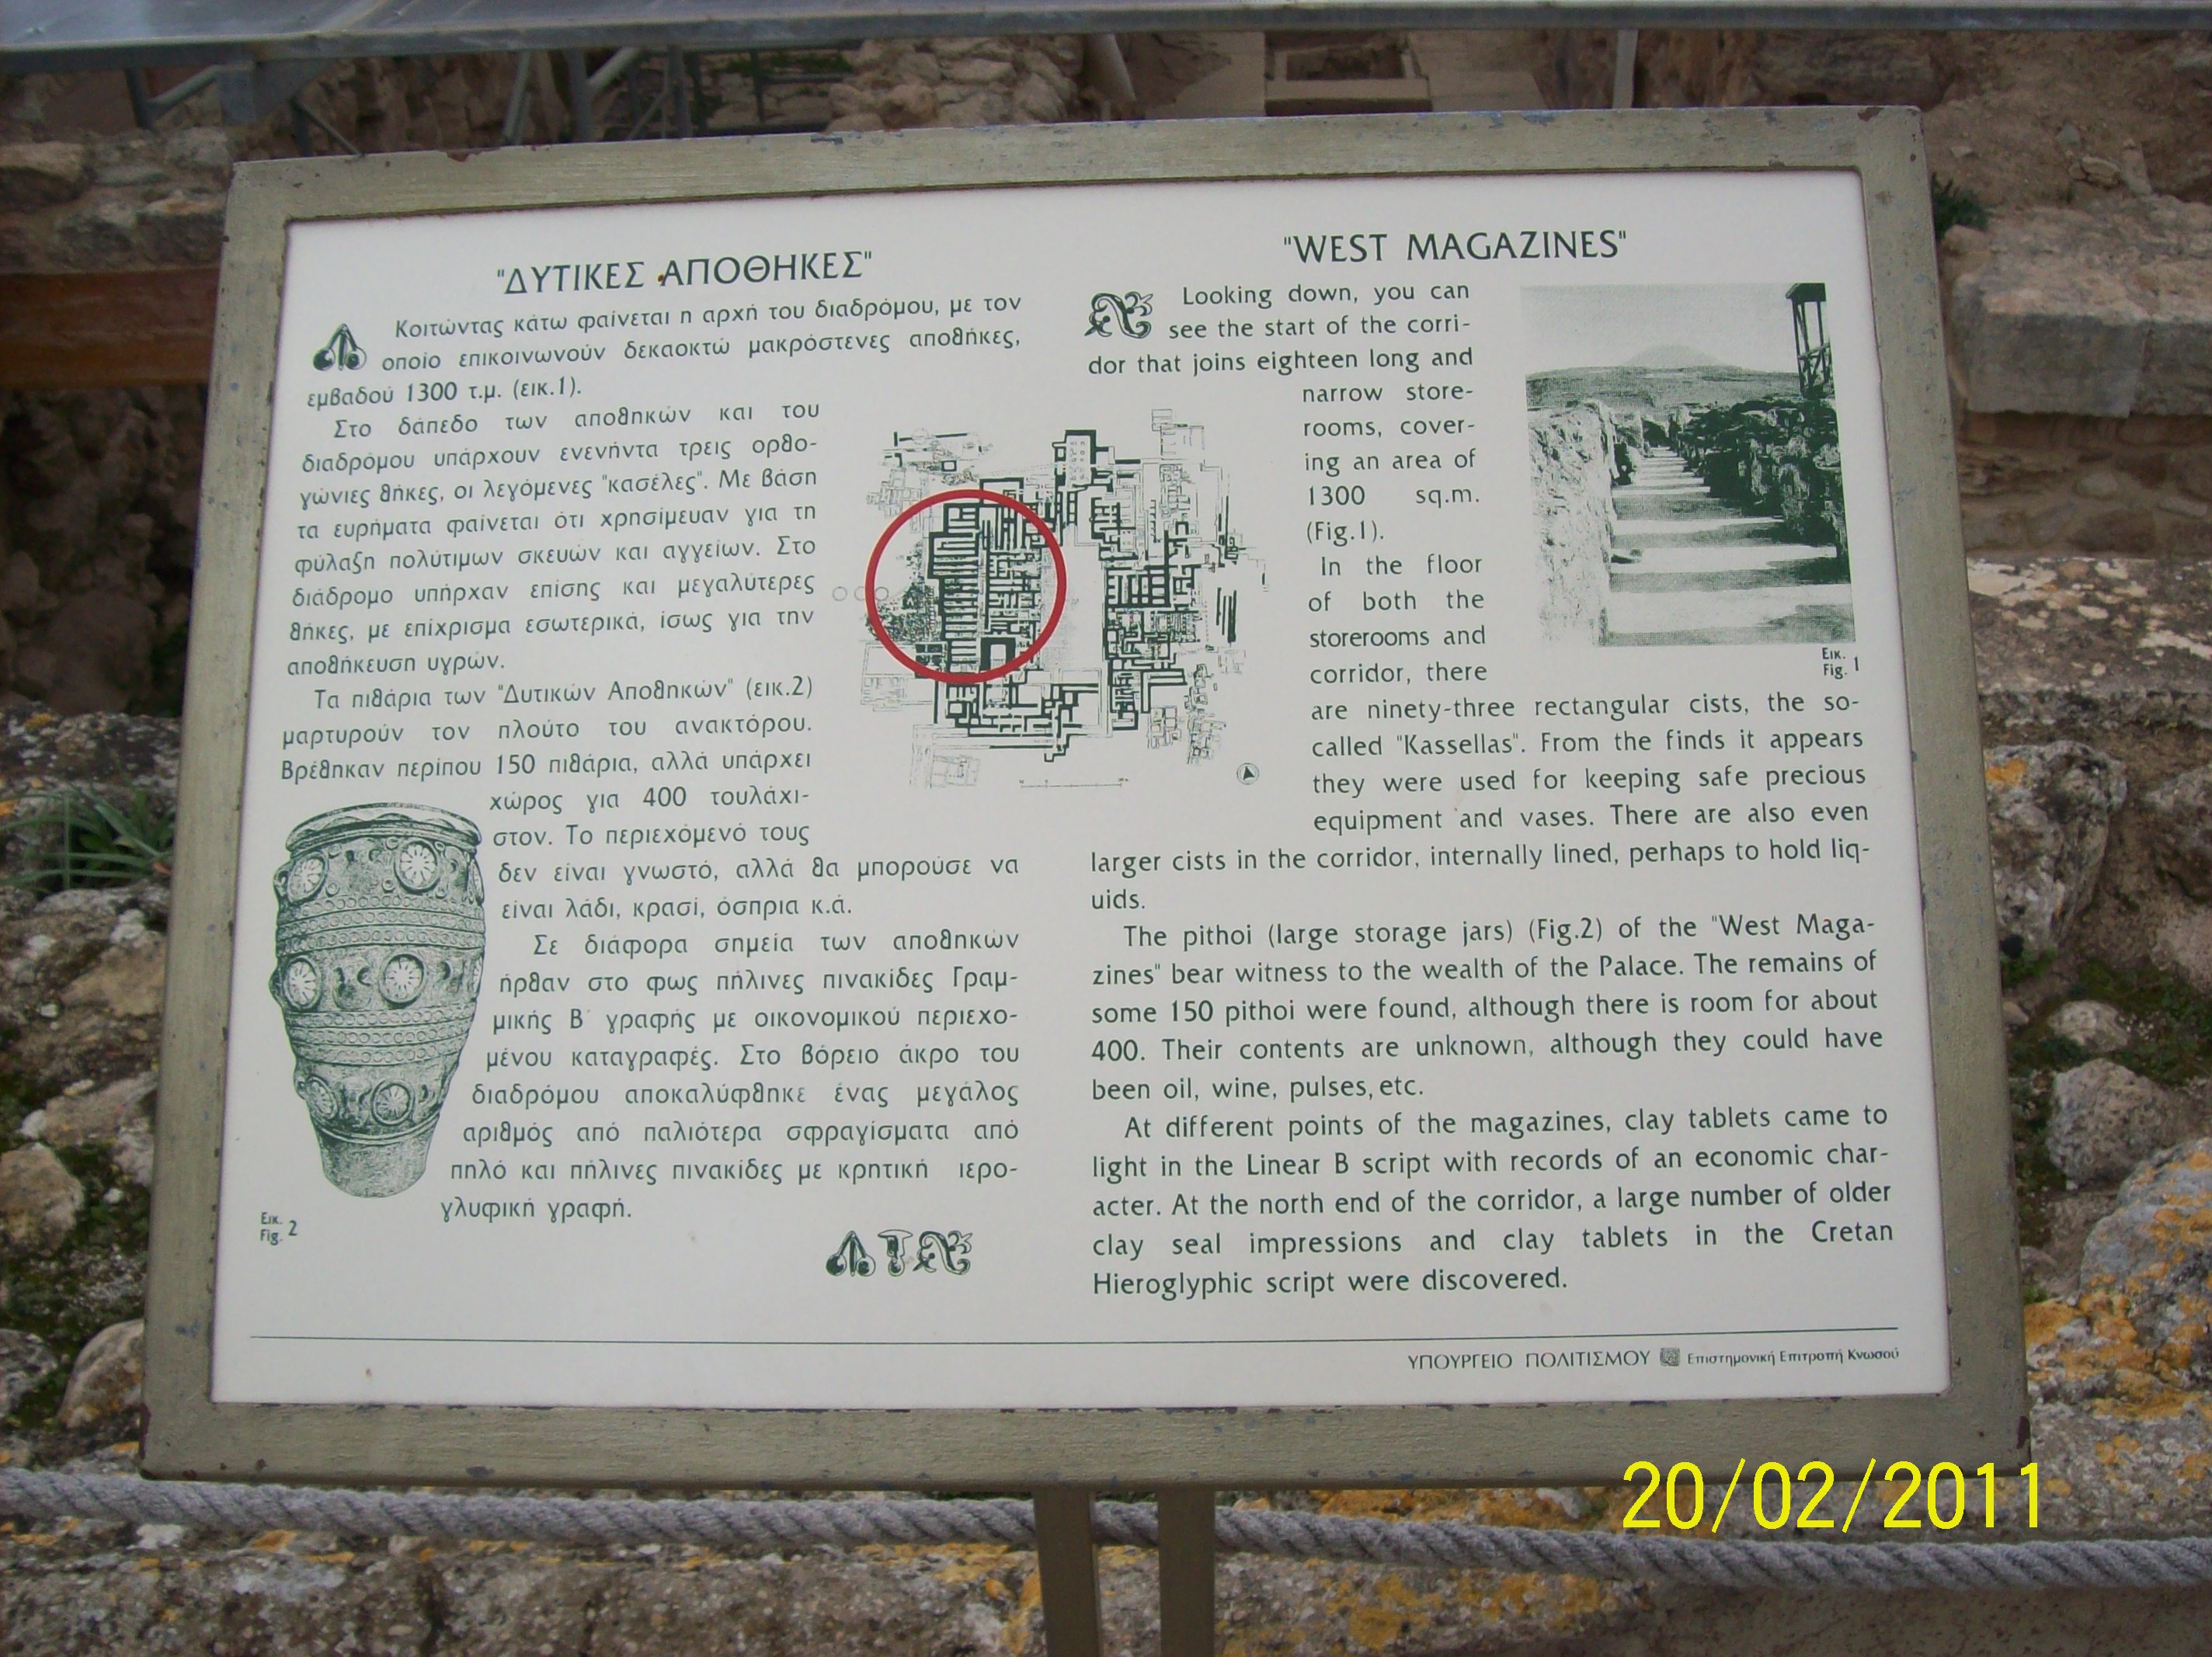 "ΔΥΤΙΚΕΣ ΑΠΟΘΗΚΕΣ"
Κοιτώντας κάτω φαίνεται η αρχή του διαδρόμου, με τον
οποίο επικοινωνούν δεκαοκτώ μακρόστενες αποθήκες,
εμβαδού 1300 τ.μ. (εικ.1).
Στο δάπεδο των αποθηκών και του
διαδρόμου υπάρχουν ενενήντα τρεις ορθο-
γώνιες θήκες, οι λεγόμενες "κασέλες". Με βάση
τα ευρήματα φαίνεται ότι χρησίμευαν για τη
φύλαξη πολύτιμων σκευών και αγγείων. Στο
διάδρομο υπήρχαν επίσης και μεγαλύτερες
θήκες, με επίχρισμα εσωτερικά, ίσως για την
αποθήκευση υγρών.
Τα πιθάρια των "Δυτικών Αποθηκών" (εικ.2)
μαρτυρούν τον πλούτο του ανακτόρου.
Βρέθηκαν περίπου 150 πιθάρια, αλλά υπάρχει
χώρος για 400 τουλάχι-
στον. Το περιεχόμενό τους
δεν είναι γνωστό, αλλά θα μπορούσε να
είναι λάδι, κρασί, όσπρια κ.ά.
Σε διάφορα σημεία των αποθηκών
ήρθαν στο φως πήλινες πινακίδες Γραμ-
μικής Β΄ γραφής με οικονομικού περιεχο-
μένου καταγραφές. Στο βόρειο άκρο του
διαδρόμου αποκαλύφθηκε ένας μεγάλος
αριθμός από παλιότερα σφραγίσματα από
πηλό και πήλινες πινακίδες με κρητική ιερο-
γλυφική γραφή.
Εικ.
Fig. 2
"WEST MAGAZINES"
Looking down, you can
see the start of the corri-
dor that joins eighteen long and
narrow store-
rooms, cover-
ing an area of
1300 sq.m.
(Fig.1).
In the floor
of both the
storerooms and
corridor, there
are ninety-three rectangular cists, the so-
called "Kassellas". From the finds it appears
they were used for keeping safe precious
equipment and vases. There are also even
larger cists in the corridor, internally lined, perhaps to hold liq-
uids.
The pithoi (large storage jars) (Fig.2) of the "West Maga-
zines" bear witness to the wealth of the Palace. The remains of
some 150 pithoi were found, although there is room for about
400. Their contents are unknown, although they could have
been oil, wine, pulses, etc.
At different points of the magazines, clay tablets came to
light in the Linear B script with records of an economic char-
acter. At the north end of the corridor, a large number of older
clay seal impressions and clay tablets in the Cretan
Hieroglyphic script were discovered.
Εικ.
Fig. 1
ΥΠΟΥΡΓΕΙΟ ΠΟΛΙΤΙΣΜΟΥ Επιστημονική Επιτροπή Κνωσού
20/02/2011